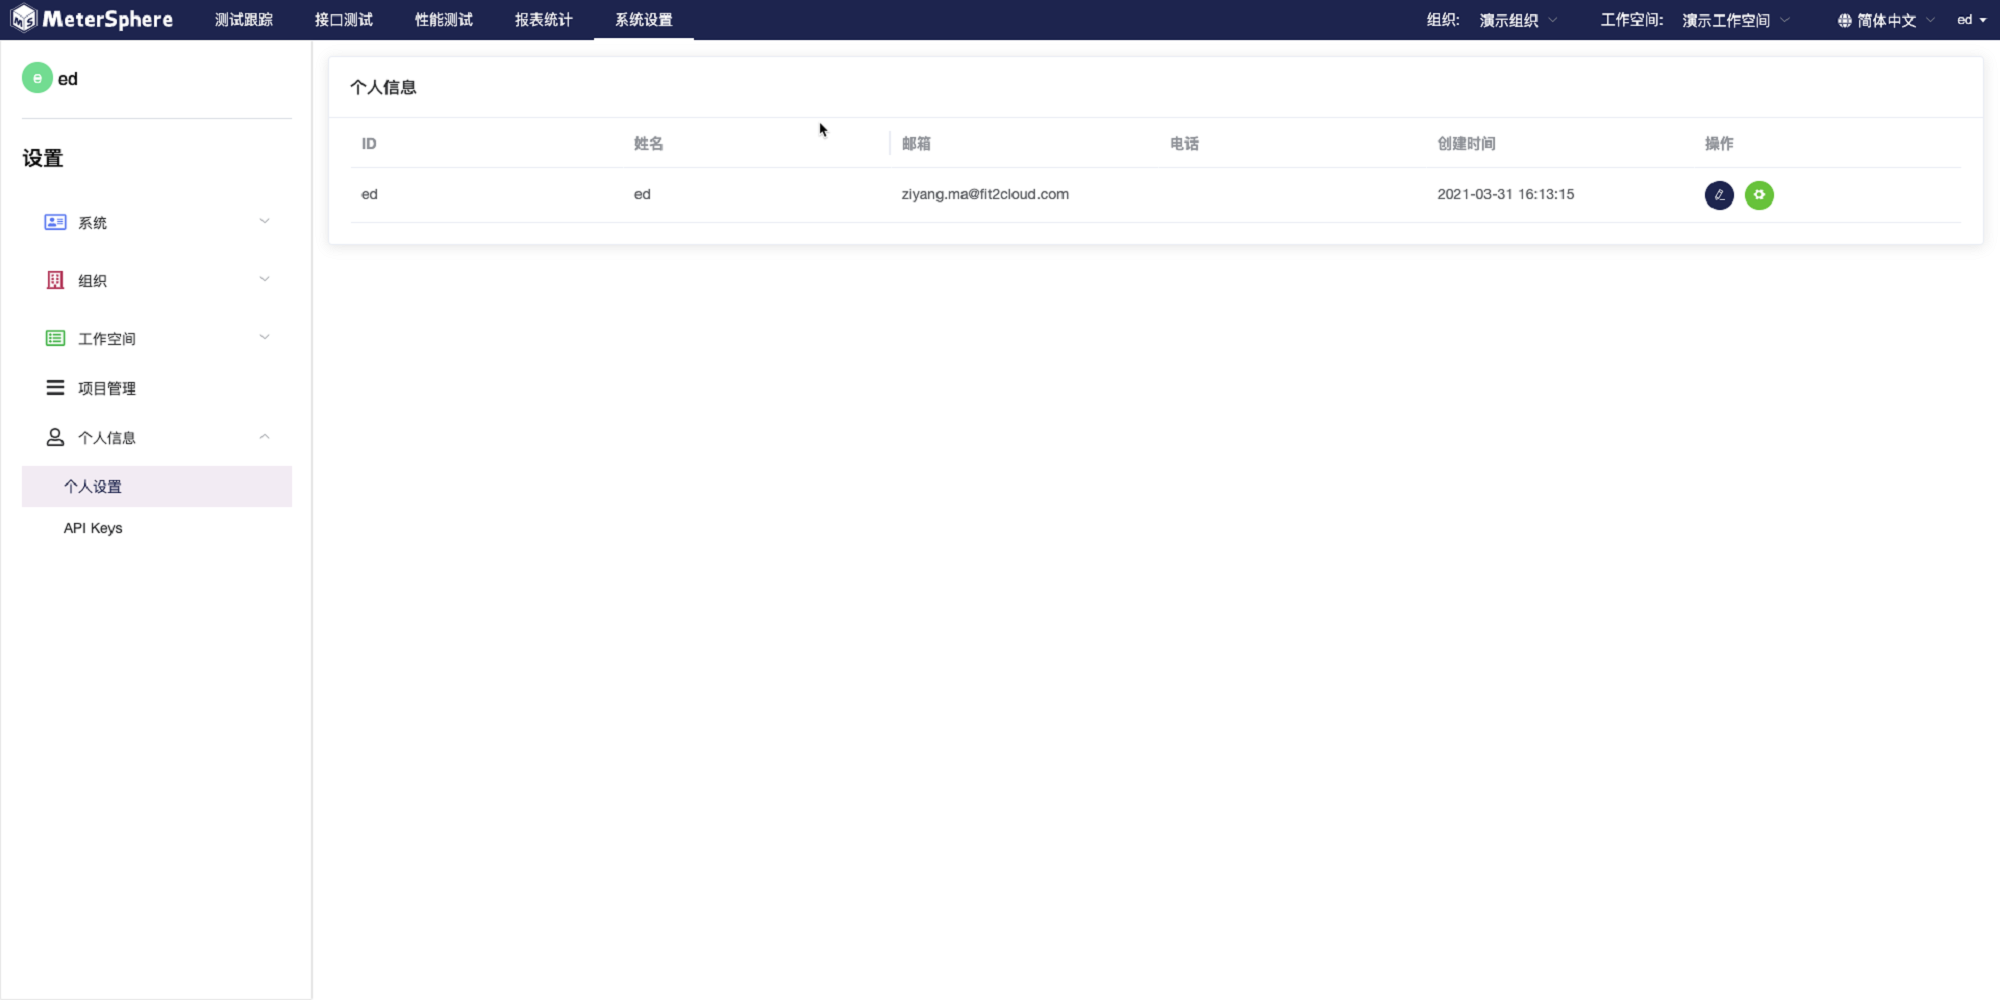 MeterSphere 测试跟踪 接口测试 性能测试 报表统计 系统设置 组织: 演示组织 工作空间: 演示工作空间 简体中文 ed
e ed
个人信息
设置
ID 姓名 邮箱 电话 创建时间 操作
ed ed ziyang.ma@fit2cloud.com 2021-03-31 16:13:15
系统
组织
工作空间
项目管理
个人信息
个人设置
API Keys